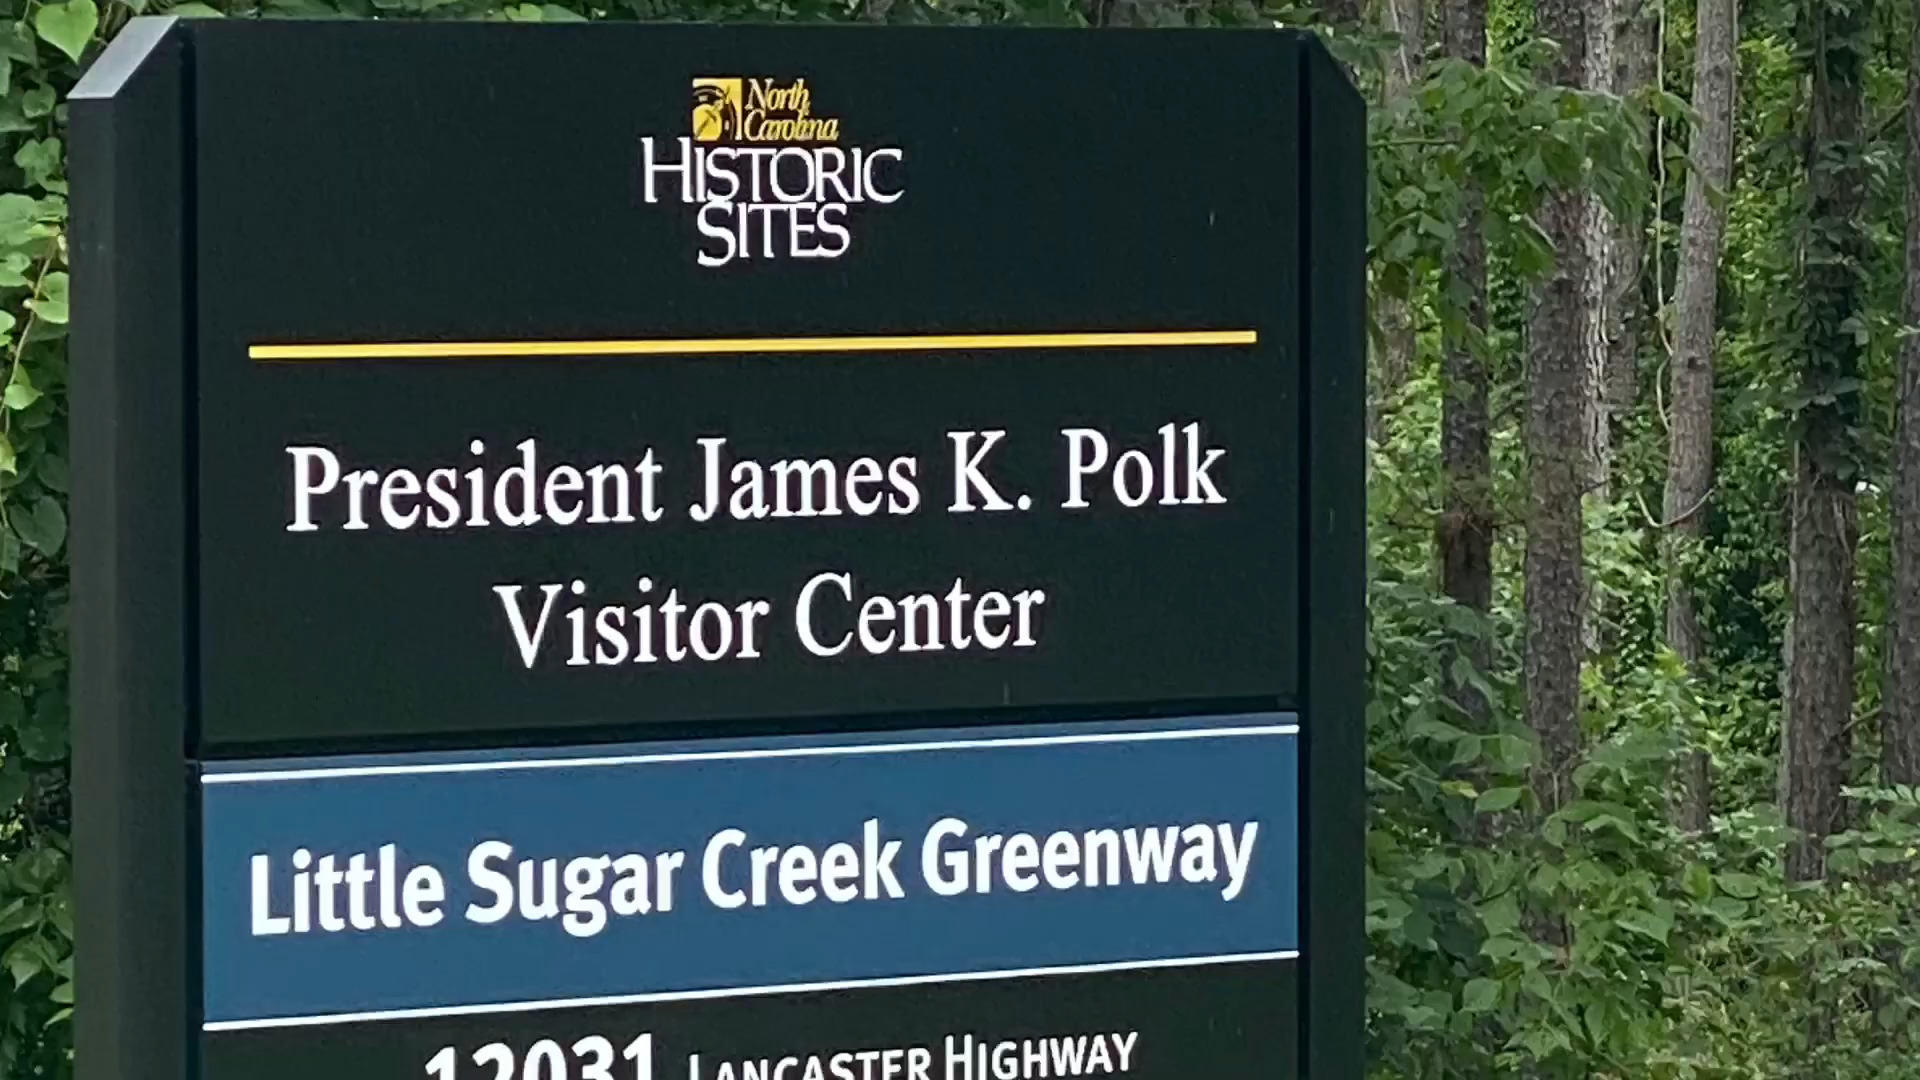 North
Carolina
HISTORIC
SITES
President James K. Polk
Visitor Center
Little Sugar Creek Greenway
12031 LANCASTER HIGHWAY